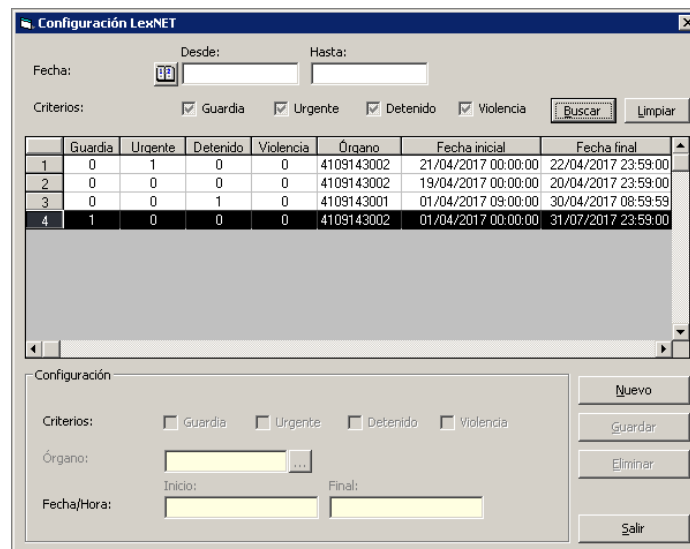 Configuración LexNET
Desde: Hasta:
Fecha:
Criterios: Guardia Urgente Detenido Violencia Buscar Limpiar
Guardia Urgente Detenido Violencia Órgano Fecha inicial Fecha final
1 0 1 0 0 4109143002 21/04/2017 00:00:00 22/04/2017 23:59:00
2 0 0 0 0 4109143002 19/04/2017 00:00:00 20/04/2017 23:59:00
3 0 0 1 0 4109143001 01/04/2017 09:00:00 30/04/2017 08:59:59
4 1 0 0 0 4109143002 01/04/2017 00:00:00 31/07/2017 23:59:00
Configuración
Nuevo
Criterios: Guardia Urgente Detenido Violencia Guardar
Órgano: ... Eliminar
Inicio: Final:
Fecha/Hora:
Salir